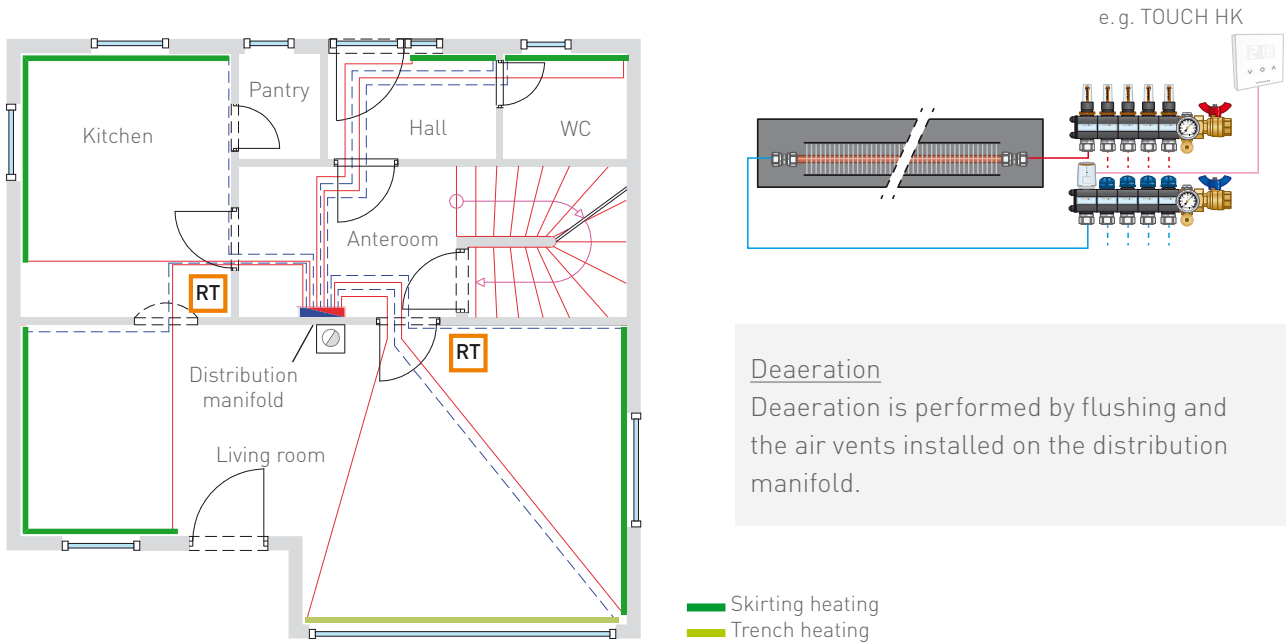 e.g. TOUCH HK
Pantry
Kitchen
Hall
WC
Anteroom
RT
RT
Distribution
manifold
Living room
Deaeration
Deaeration is performed by flushing and
the air vents installed on the distribution
manifold.
Skirting heating
Trench heating